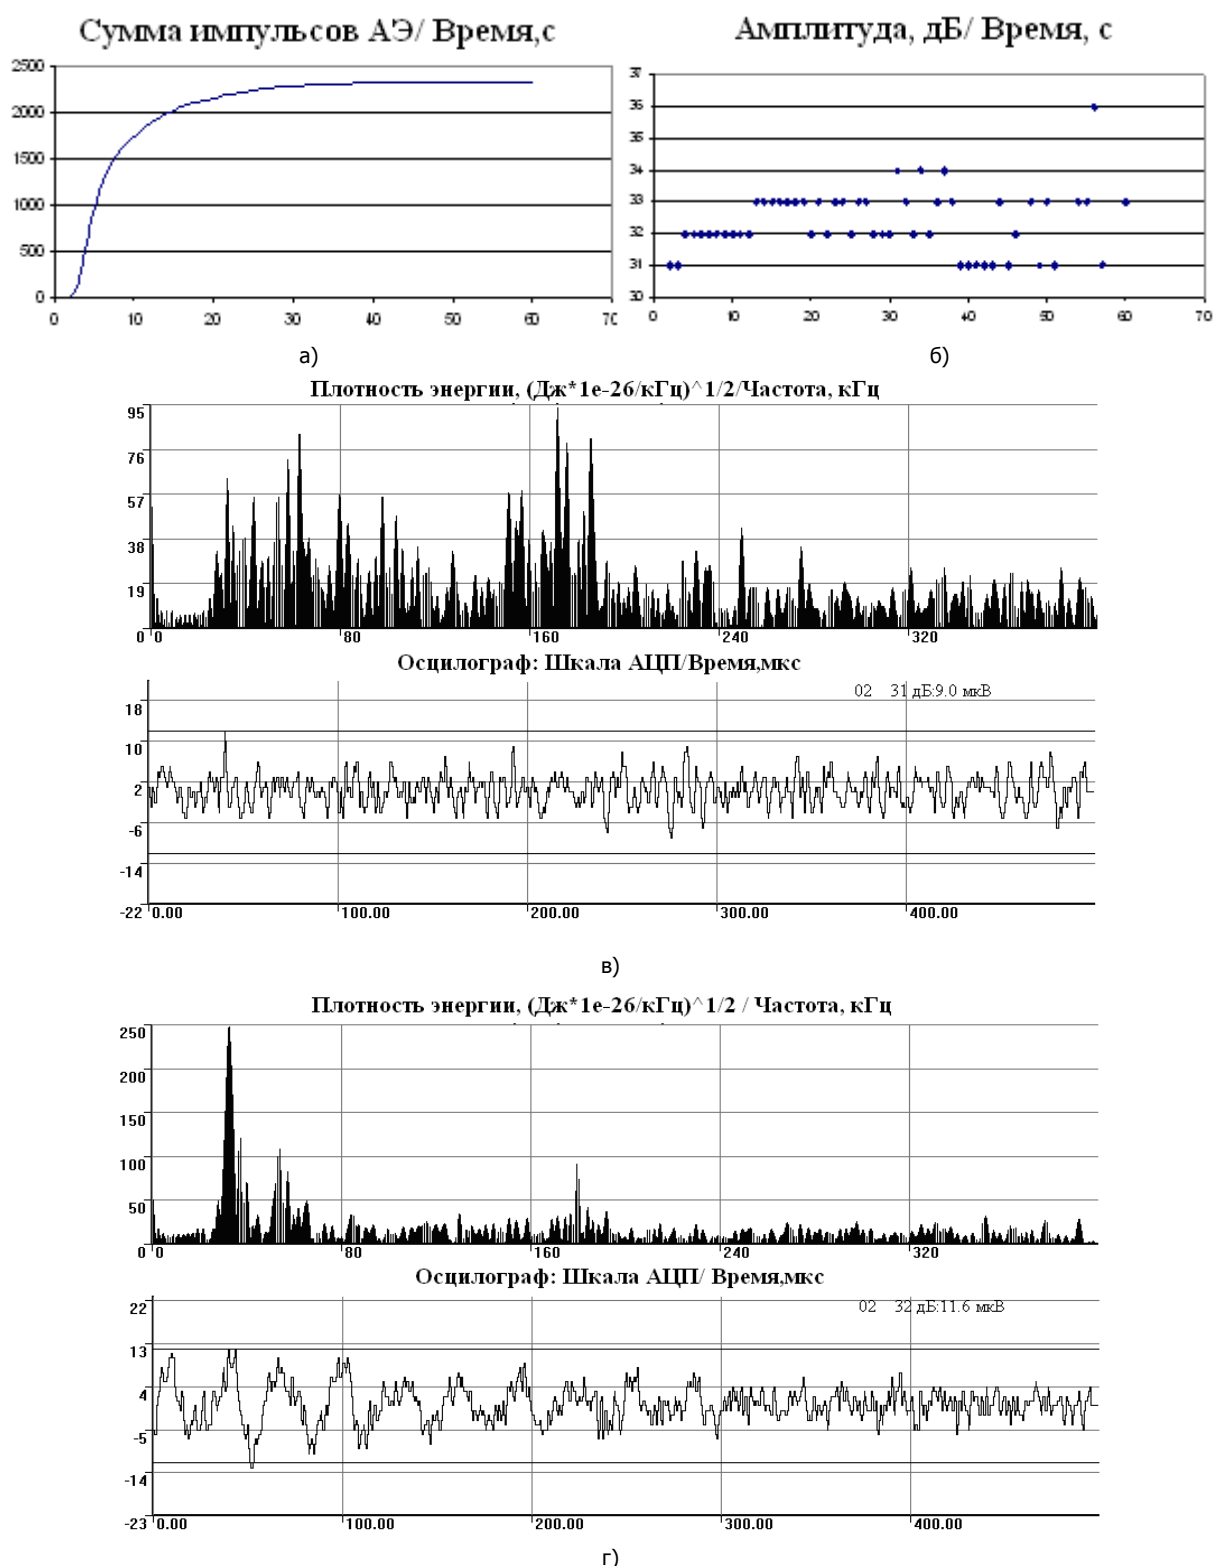 Сумма импульсов АЭ/ Время,с
Амплитуда, дБ/ Время, с
2500
2000
1500
1000
500
0
0 10 20 30 40 50 60 70
37
36
35
34
33
32
31
30
0 10 20 30 40 50 60 70
а)
б)
Плотность энергии, (Дж*1е-26/кГц)^1/2/Частота, кГц
95
76
57
38
19
0 0 80 160 240 320
Осцилограф: Шкала АЦП/Время,мкс
02 31 дБ:9.0 мкВ
18
10
2
-6
-14
-22 0.00 100.00 200.00 300.00 400.00
в)
Плотность энергии, (Дж*1е-26/кГц)^1/2 / Частота, кГц
250
200
150
100
50
0 0 80 160 240 320
Осцилограф: Шкала АЦП/ Время,мкс
02 32 дБ:11.6 мкВ
22
13
4
-5
-14
-23 0.00 100.00 200.00 300.00 400.00
г)